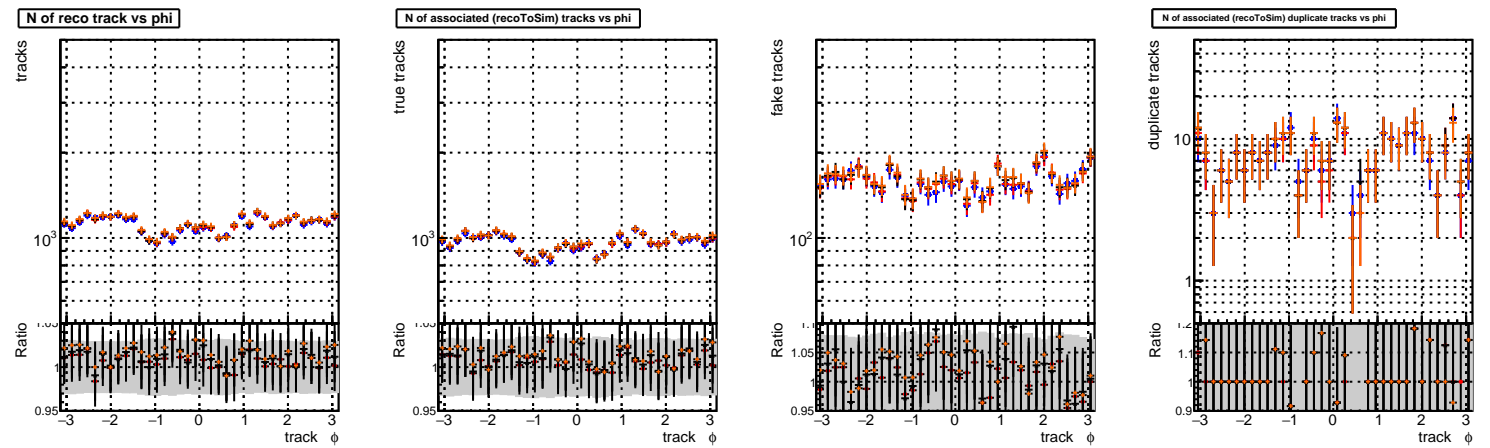 N of reco track vs phi
tracks
10³
Ratio
1
0.95
−3 −2 −1 0 1 2 3
track ϕ
N of associated (recoToSim) tracks vs phi
true tracks
10³
Ratio
1
0.95
−3 −2 −1 0 1 2 3
track ϕ
fake tracks
10²
Ratio
1.05
1
0.95
−3 −2 −1 0 1 2 3
track ϕ
N of associated (recoToSim) duplicate tracks vs phi
duplicate tracks
10
1
Ratio
1.2
1.1
1
0.9
−3 −2 −1 0 1 2 3
track ϕ